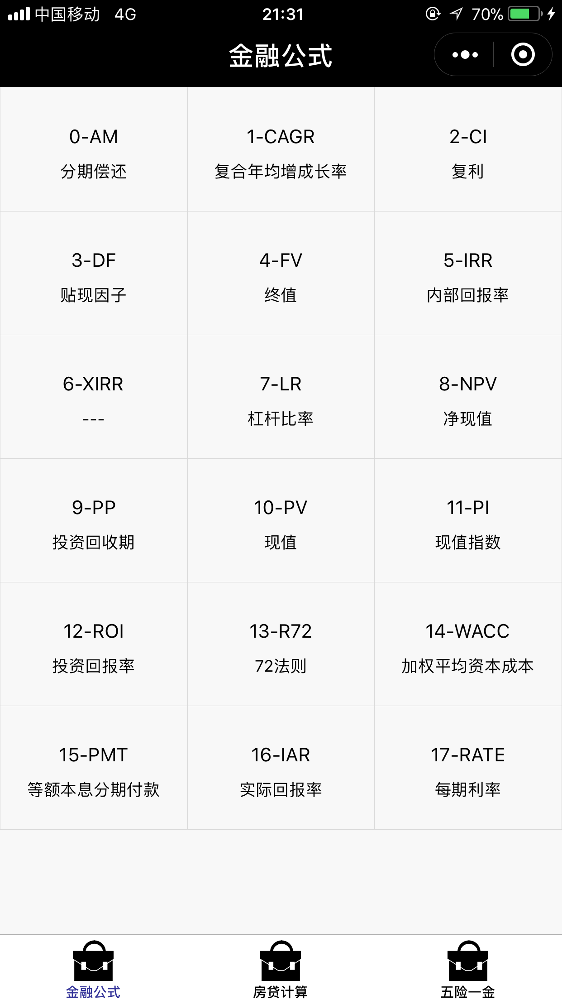 中国移动 4G 21:31 70%
金融公式
0-AM 1-CAGR 2-CI
分期偿还 复合年均增成长率 复利
3-DF 4-FV 5-IRR
贴现因子 终值 内部回报率
6-XIRR 7-LR 8-NPV
--- 杠杆比率 净现值
9-PP 10-PV 11-PI
投资回收期 现值 现值指数
12-ROI 13-R72 14-WACC
投资回报率 72法则 加权平均资本成本
15-PMT 16-IAR 17-RATE
等额本息分期付款 实际回报率 每期利率
金融公式 房贷计算 五险一金